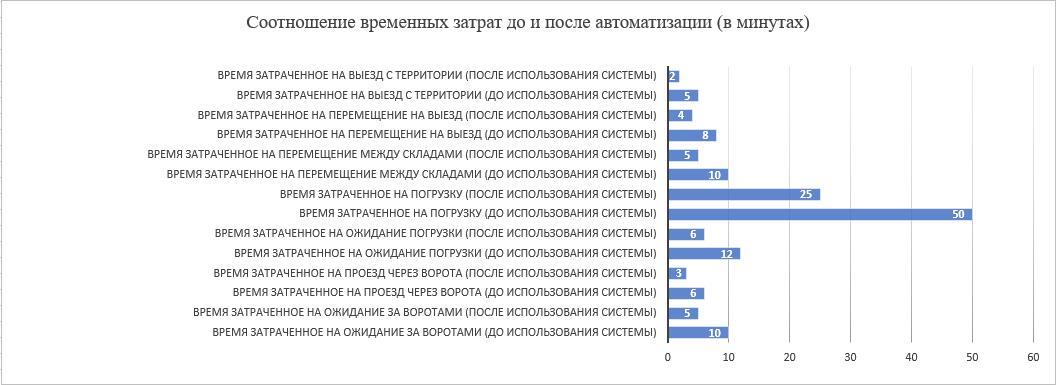 Соотношение временных затрат до и после автоматизации (в минутах)
ВРЕМЯ ЗАТРАЧЕННОЕ НА ВЫЕЗД С ТЕРРИТОРИИ (ПОСЛЕ ИСПОЛЬЗОВАНИЯ СИСТЕМЫ) 2
ВРЕМЯ ЗАТРАЧЕННОЕ НА ВЫЕЗД С ТЕРРИТОРИИ (ДО ИСПОЛЬЗОВАНИЯ СИСТЕМЫ) 5
ВРЕМЯ ЗАТРАЧЕННОЕ НА ПЕРЕМЕЩЕНИЕ НА ВЫЕЗД (ПОСЛЕ ИСПОЛЬЗОВАНИЯ СИСТЕМЫ) 4
ВРЕМЯ ЗАТРАЧЕННОЕ НА ПЕРЕМЕЩЕНИЕ НА ВЫЕЗД (ДО ИСПОЛЬЗОВАНИЯ СИСТЕМЫ) 8
ВРЕМЯ ЗАТРАЧЕННОЕ НА ПЕРЕМЕЩЕНИЕ МЕЖДУ СКЛАДАМИ (ПОСЛЕ ИСПОЛЬЗОВАНИЯ СИСТЕМЫ) 5
ВРЕМЯ ЗАТРАЧЕННОЕ НА ПЕРЕМЕЩЕНИЕ МЕЖДУ СКЛАДАМИ (ДО ИСПОЛЬЗОВАНИЯ СИСТЕМЫ) 10
ВРЕМЯ ЗАТРАЧЕННОЕ НА ПОГРУЗКУ (ПОСЛЕ ИСПОЛЬЗОВАНИЯ СИСТЕМЫ) 25
ВРЕМЯ ЗАТРАЧЕННОЕ НА ПОГРУЗКУ (ДО ИСПОЛЬЗОВАНИЯ СИСТЕМЫ) 50
ВРЕМЯ ЗАТРАЧЕННОЕ НА ОЖИДАНИЕ ПОГРУЗКИ (ПОСЛЕ ИСПОЛЬЗОВАНИЯ СИСТЕМЫ) 6
ВРЕМЯ ЗАТРАЧЕННОЕ НА ОЖИДАНИЕ ПОГРУЗКИ (ДО ИСПОЛЬЗОВАНИЯ СИСТЕМЫ) 12
ВРЕМЯ ЗАТРАЧЕННОЕ НА ПРОЕЗД ЧЕРЕЗ ВОРОТА (ПОСЛЕ ИСПОЛЬЗОВАНИЯ СИСТЕМЫ) 3
ВРЕМЯ ЗАТРАЧЕННОЕ НА ПРОЕЗД ЧЕРЕЗ ВОРОТА (ДО ИСПОЛЬЗОВАНИЯ СИСТЕМЫ) 6
ВРЕМЯ ЗАТРАЧЕННОЕ НА ОЖИДАНИЕ ЗА ВОРОТАМИ (ПОСЛЕ ИСПОЛЬЗОВАНИЯ СИСТЕМЫ) 5
ВРЕМЯ ЗАТРАЧЕННОЕ НА ОЖИДАНИЕ ЗА ВОРОТАМИ (ДО ИСПОЛЬЗОВАНИЯ СИСТЕМЫ) 10
0 10 20 30 40 50 60